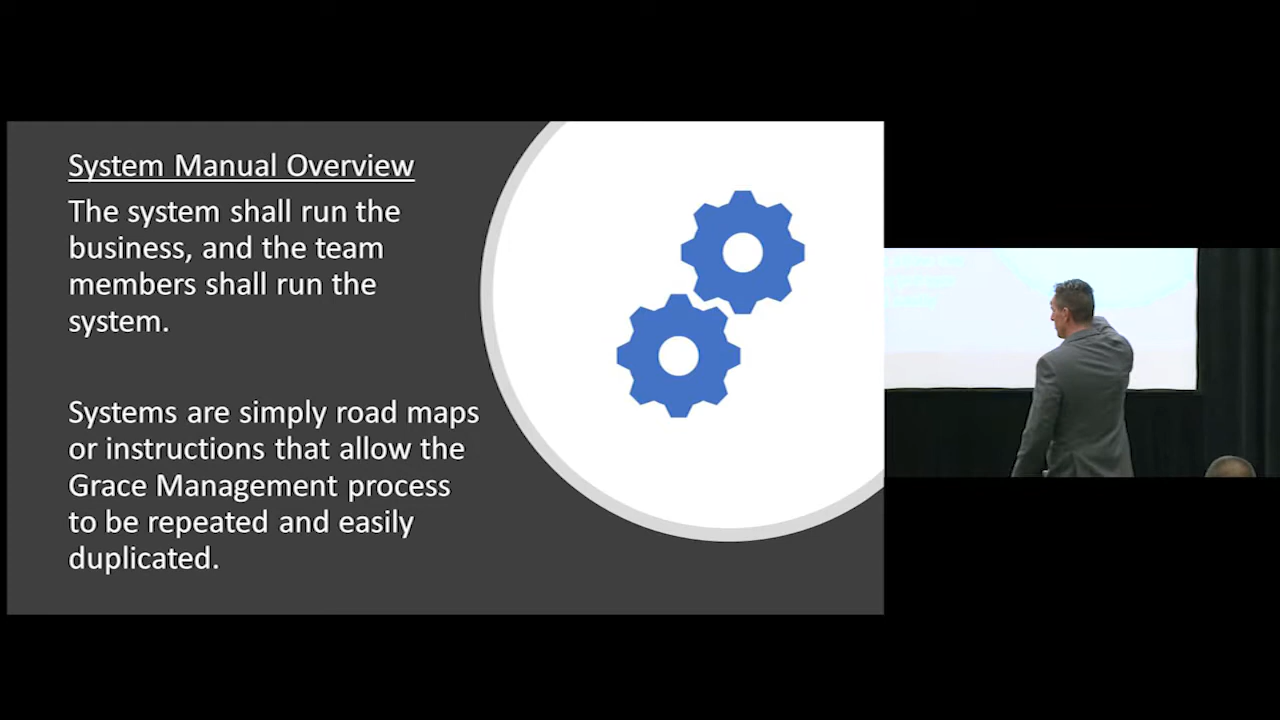 System Manual Overview
The system shall run the
business, and the team
members shall run the
system.
Systems are simply road maps
or instructions that allow the
Grace Management process
to be repeated and easily
duplicated.